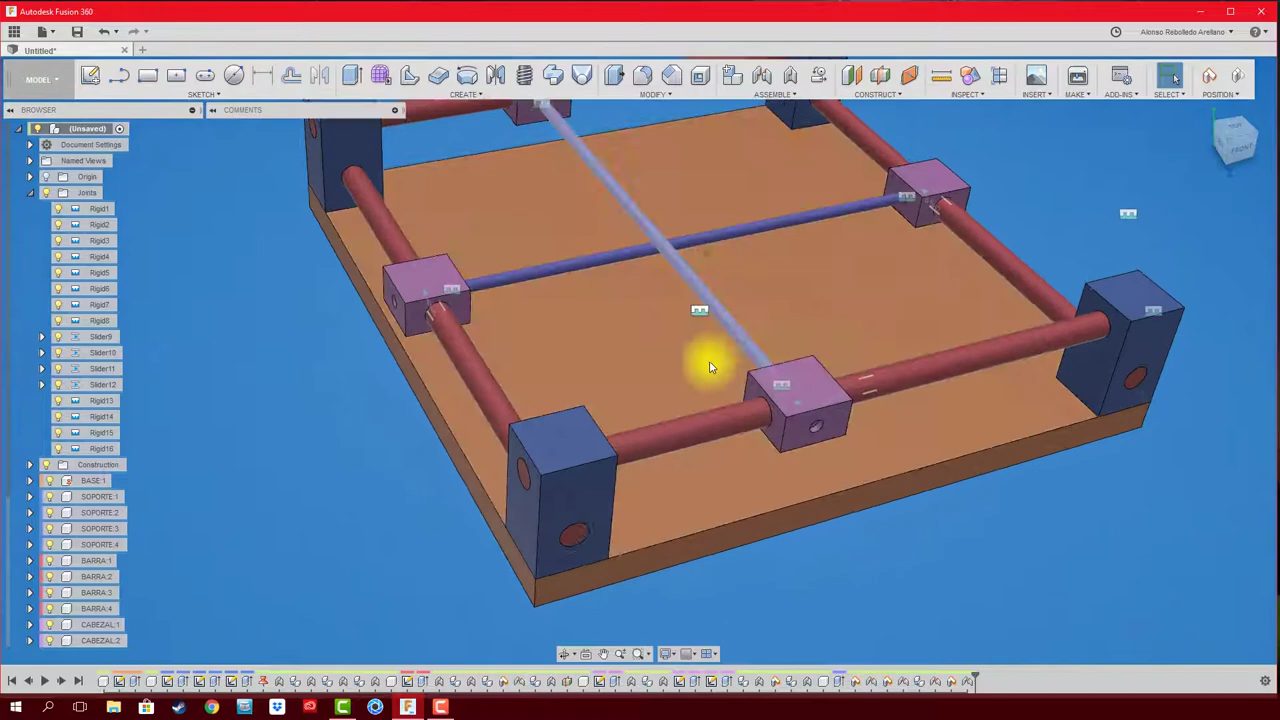 Autodesk Fusion 360
Alonso Rebolledo Arellano
Untitled*
MODEL
SKETCH
CREATE
MODIFY
ASSEMBLE
CONSTRUCT
INSPECT
INSERT
MAKE
ADD-INS
SELECT
POSITION
BROWSER
COMMENTS
(Unsaved)
Document Settings
Named Views
Origin
Joints
Rigid1
Rigid2
Rigid3
Rigid4
Rigid5
Rigid6
Rigid7
Rigid8
Slider9
Slider10
Slider11
Slider12
Rigid13
Rigid14
Rigid15
Rigid16
Construction
BASE:1
SOPORTE:1
SOPORTE:2
SOPORTE:3
SOPORTE:4
BARRA:1
BARRA:2
BARRA:3
BARRA:4
CABEZAL:1
CABEZAL:2
TOP
FRONT